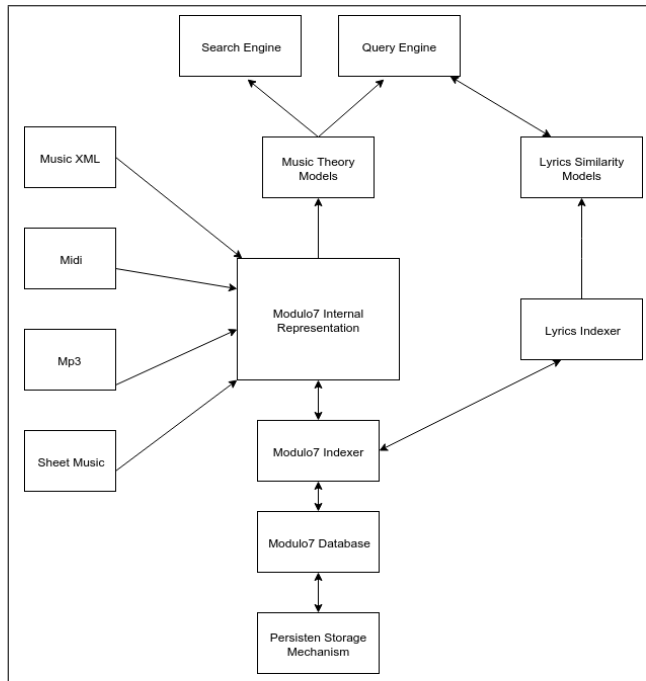 Search Engine
Query Engine
Music XML
Music Theory
Models
Lyrics Similarity
Models
Midi
Modulo7 Internal
Representation
Lyrics Indexer
Mp3
Sheet Music
Modulo7 Indexer
Modulo7 Database
Persisten Storage
Mechanism